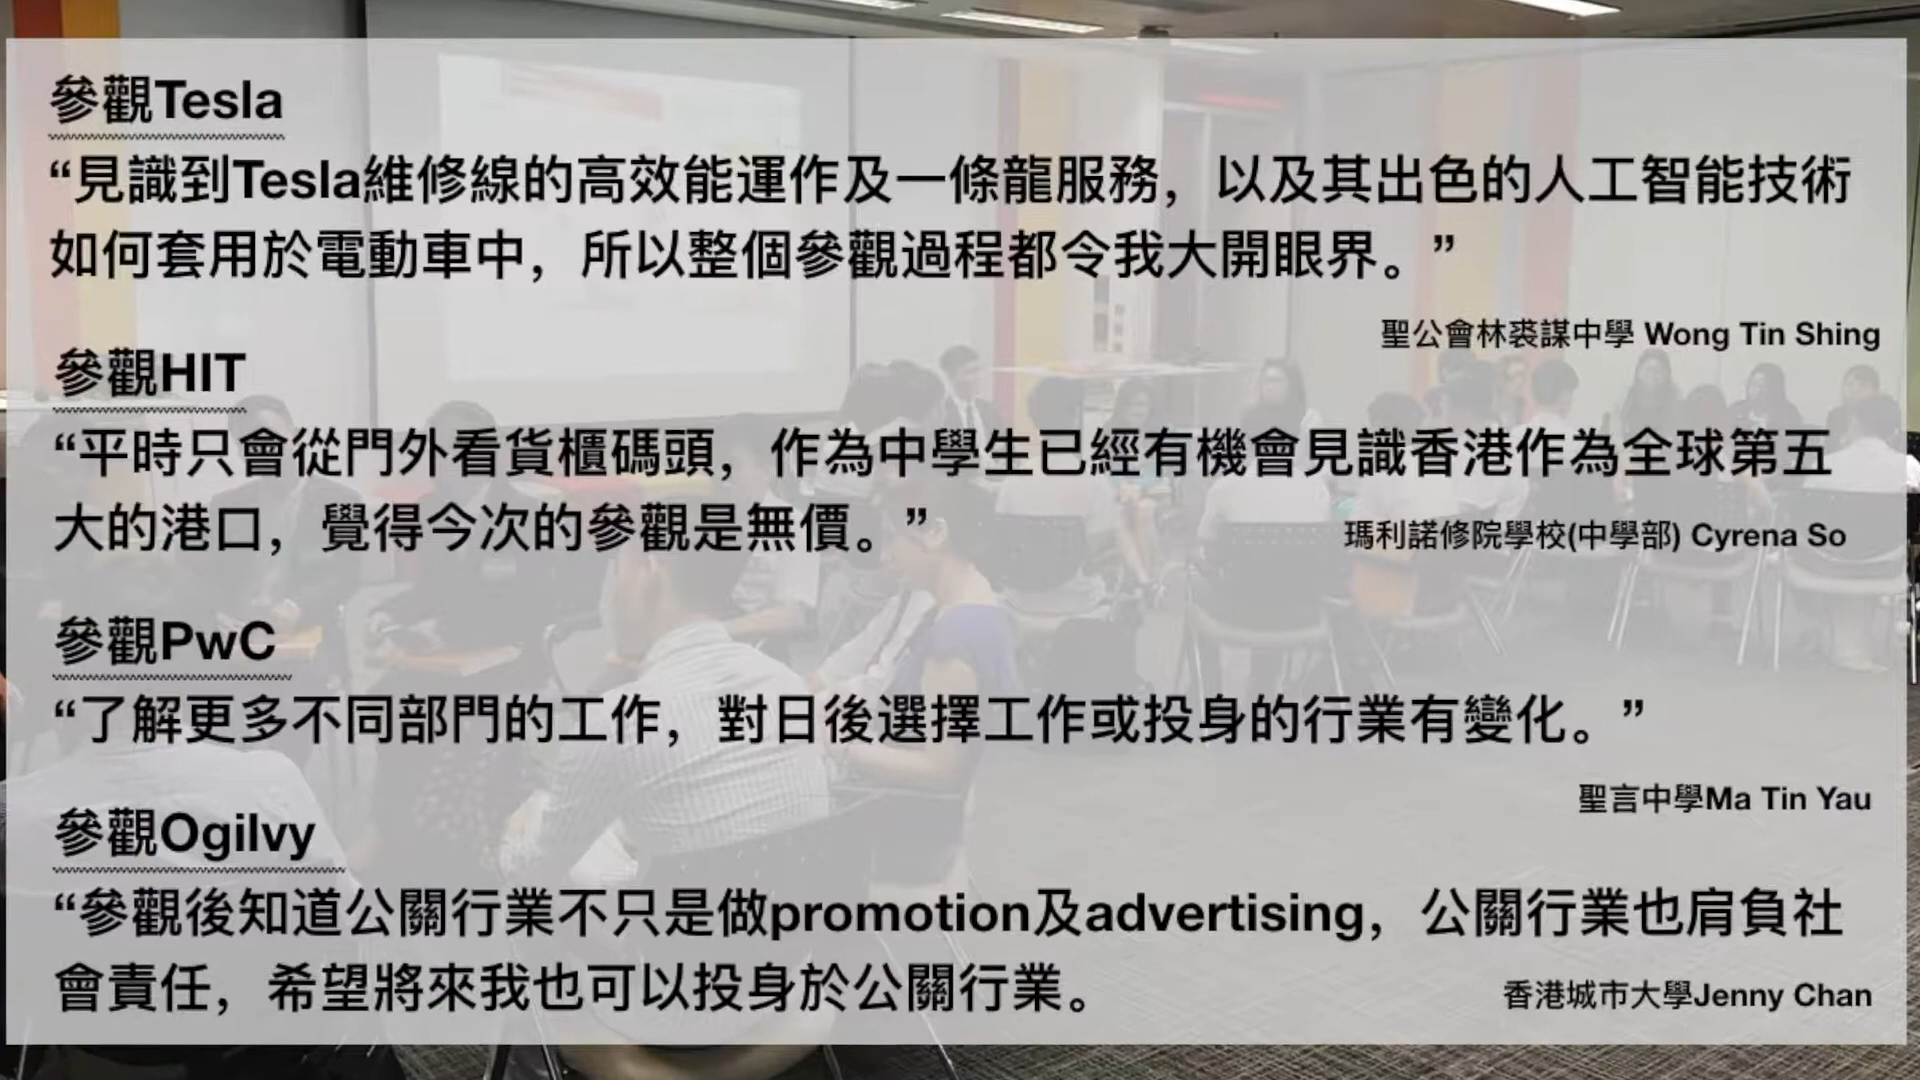 參觀Tesla
“見識到Tesla維修線的高效能運作及一條龍服務，以及其出色的人工智能技術
如何套用於電動車中，所以整個參觀過程都令我大開眼界。”
聖公會林裘謀中學 Wong Tin Shing
參觀HIT
“平時只會從門外看貨櫃碼頭，作為中學生已經有機會見識香港作為全球第五
大的港口，覺得今次的參觀是無價。”
瑪利諾修院學校(中學部) Cyrena So
參觀PwC
“了解更多不同部門的工作，對日後選擇工作或投身的行業有變化。”
聖言中學Ma Tin Yau
參觀Ogilvy
“參觀後知道公關行業不只是做promotion及advertising，公關行業也肩負社
會責任，希望將來我也可以投身於公關行業。
香港城市大學Jenny Chan